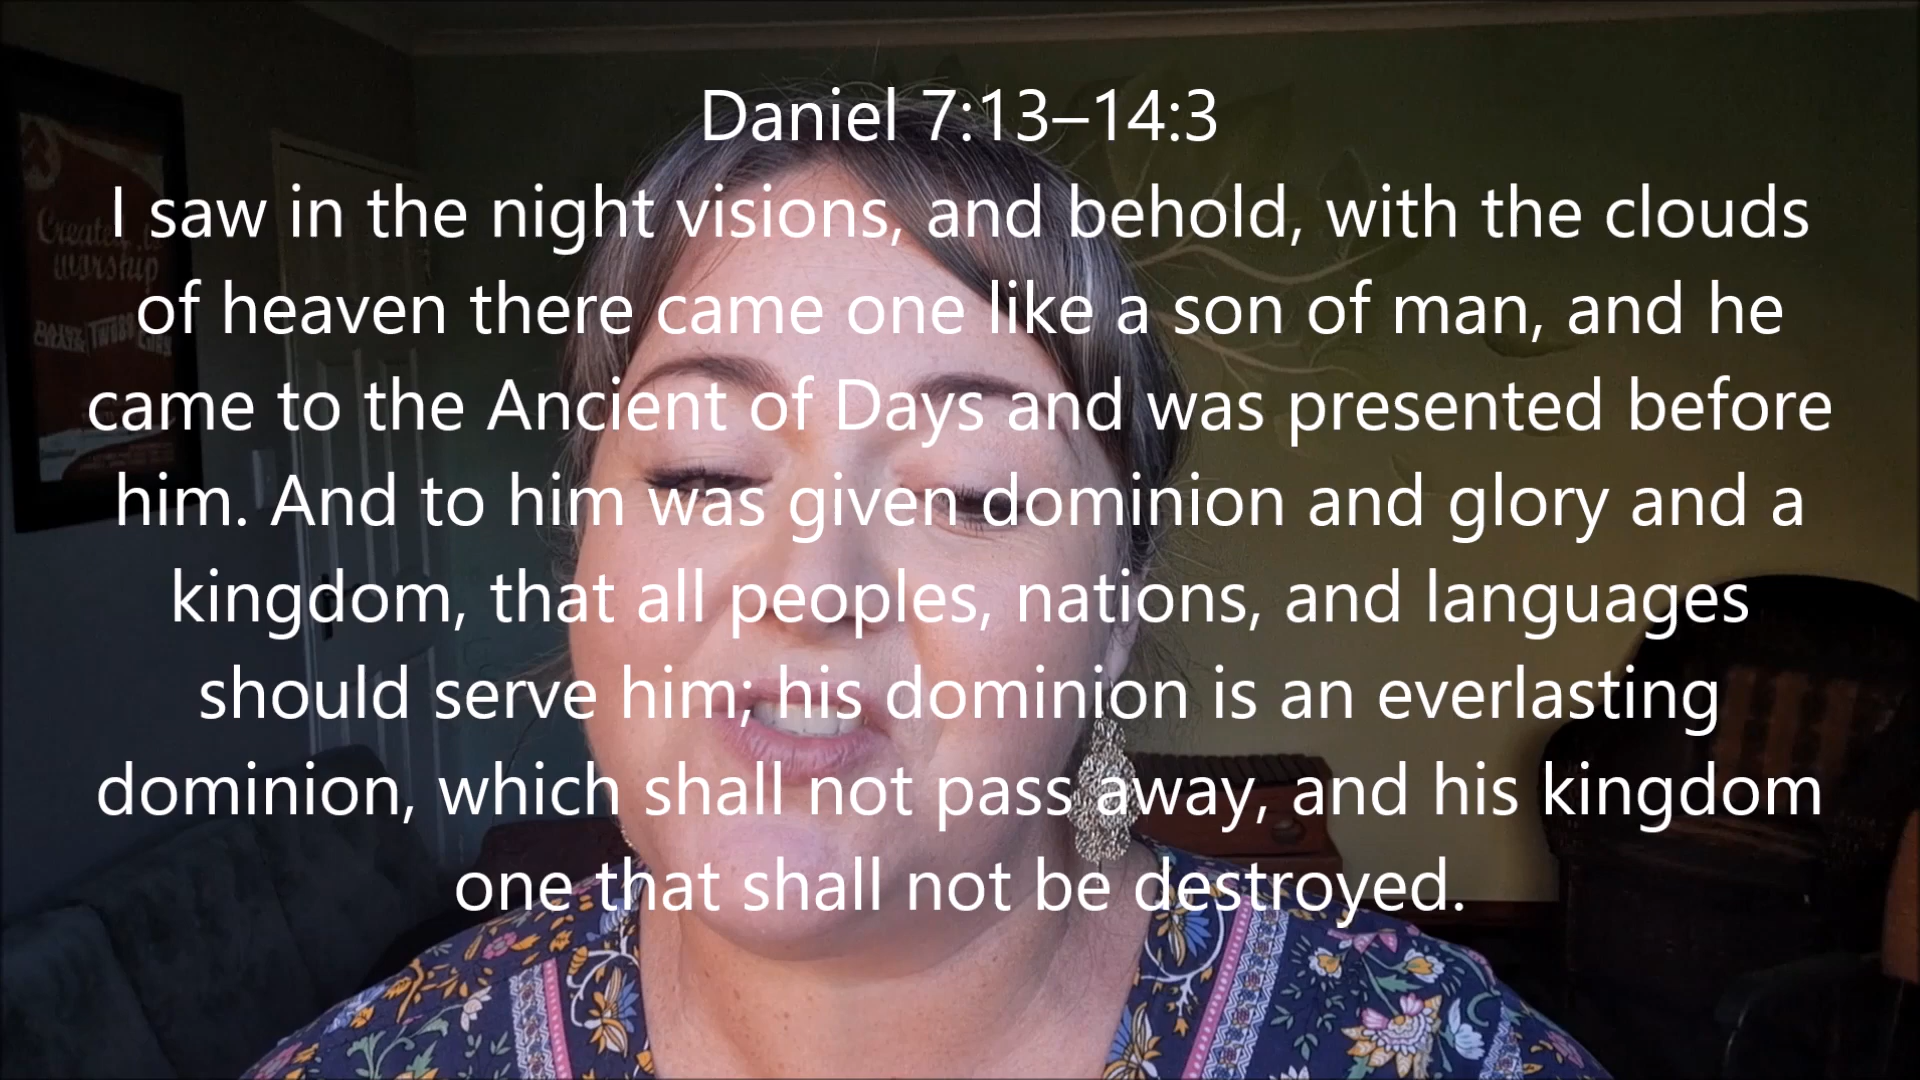 Daniel 7:13–14:3
I saw in the night visions, and behold, with the clouds
of heaven there came one like a son of man, and he
came to the Ancient of Days and was presented before
him. And to him was given dominion and glory and a
kingdom, that all peoples, nations, and languages
should serve him; his dominion is an everlasting
dominion, which shall not pass away, and his kingdom
one that shall not be destroyed.
Created
worship